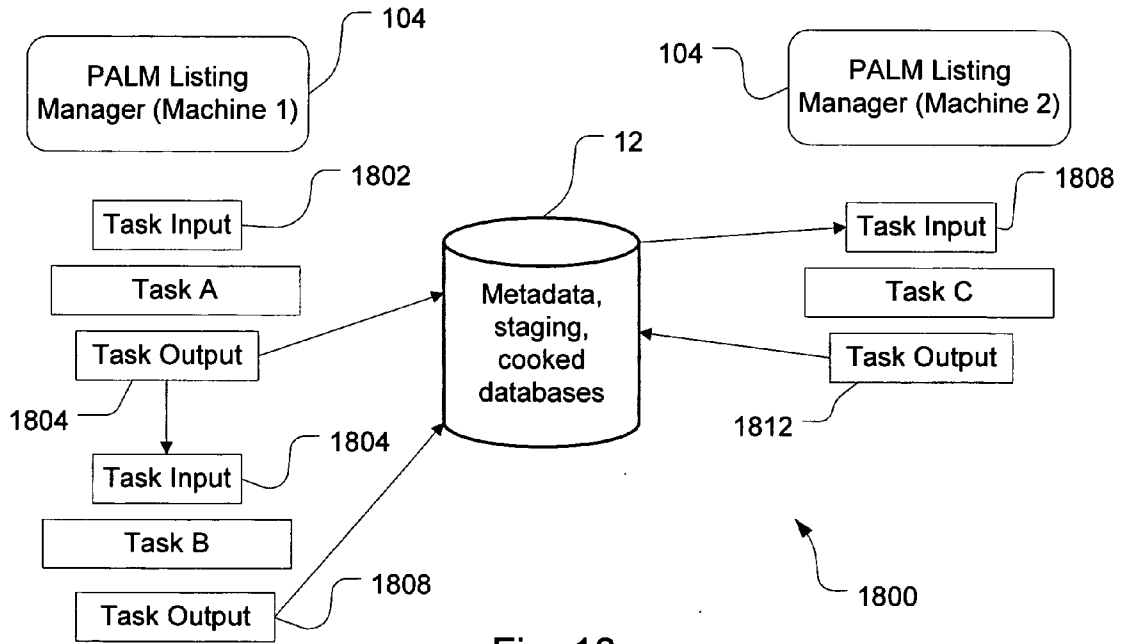 104
PALM Listing
Manager (Machine 1)
104
PALM Listing
Manager (Machine 2)
1802
12
1808
Task Input
Task Input
Task A
Metadata,
staging,
cooked
databases
Task C
Task Output
Task Output
1804
1812
1804
Task Input
Task B
1808
Task Output
1800